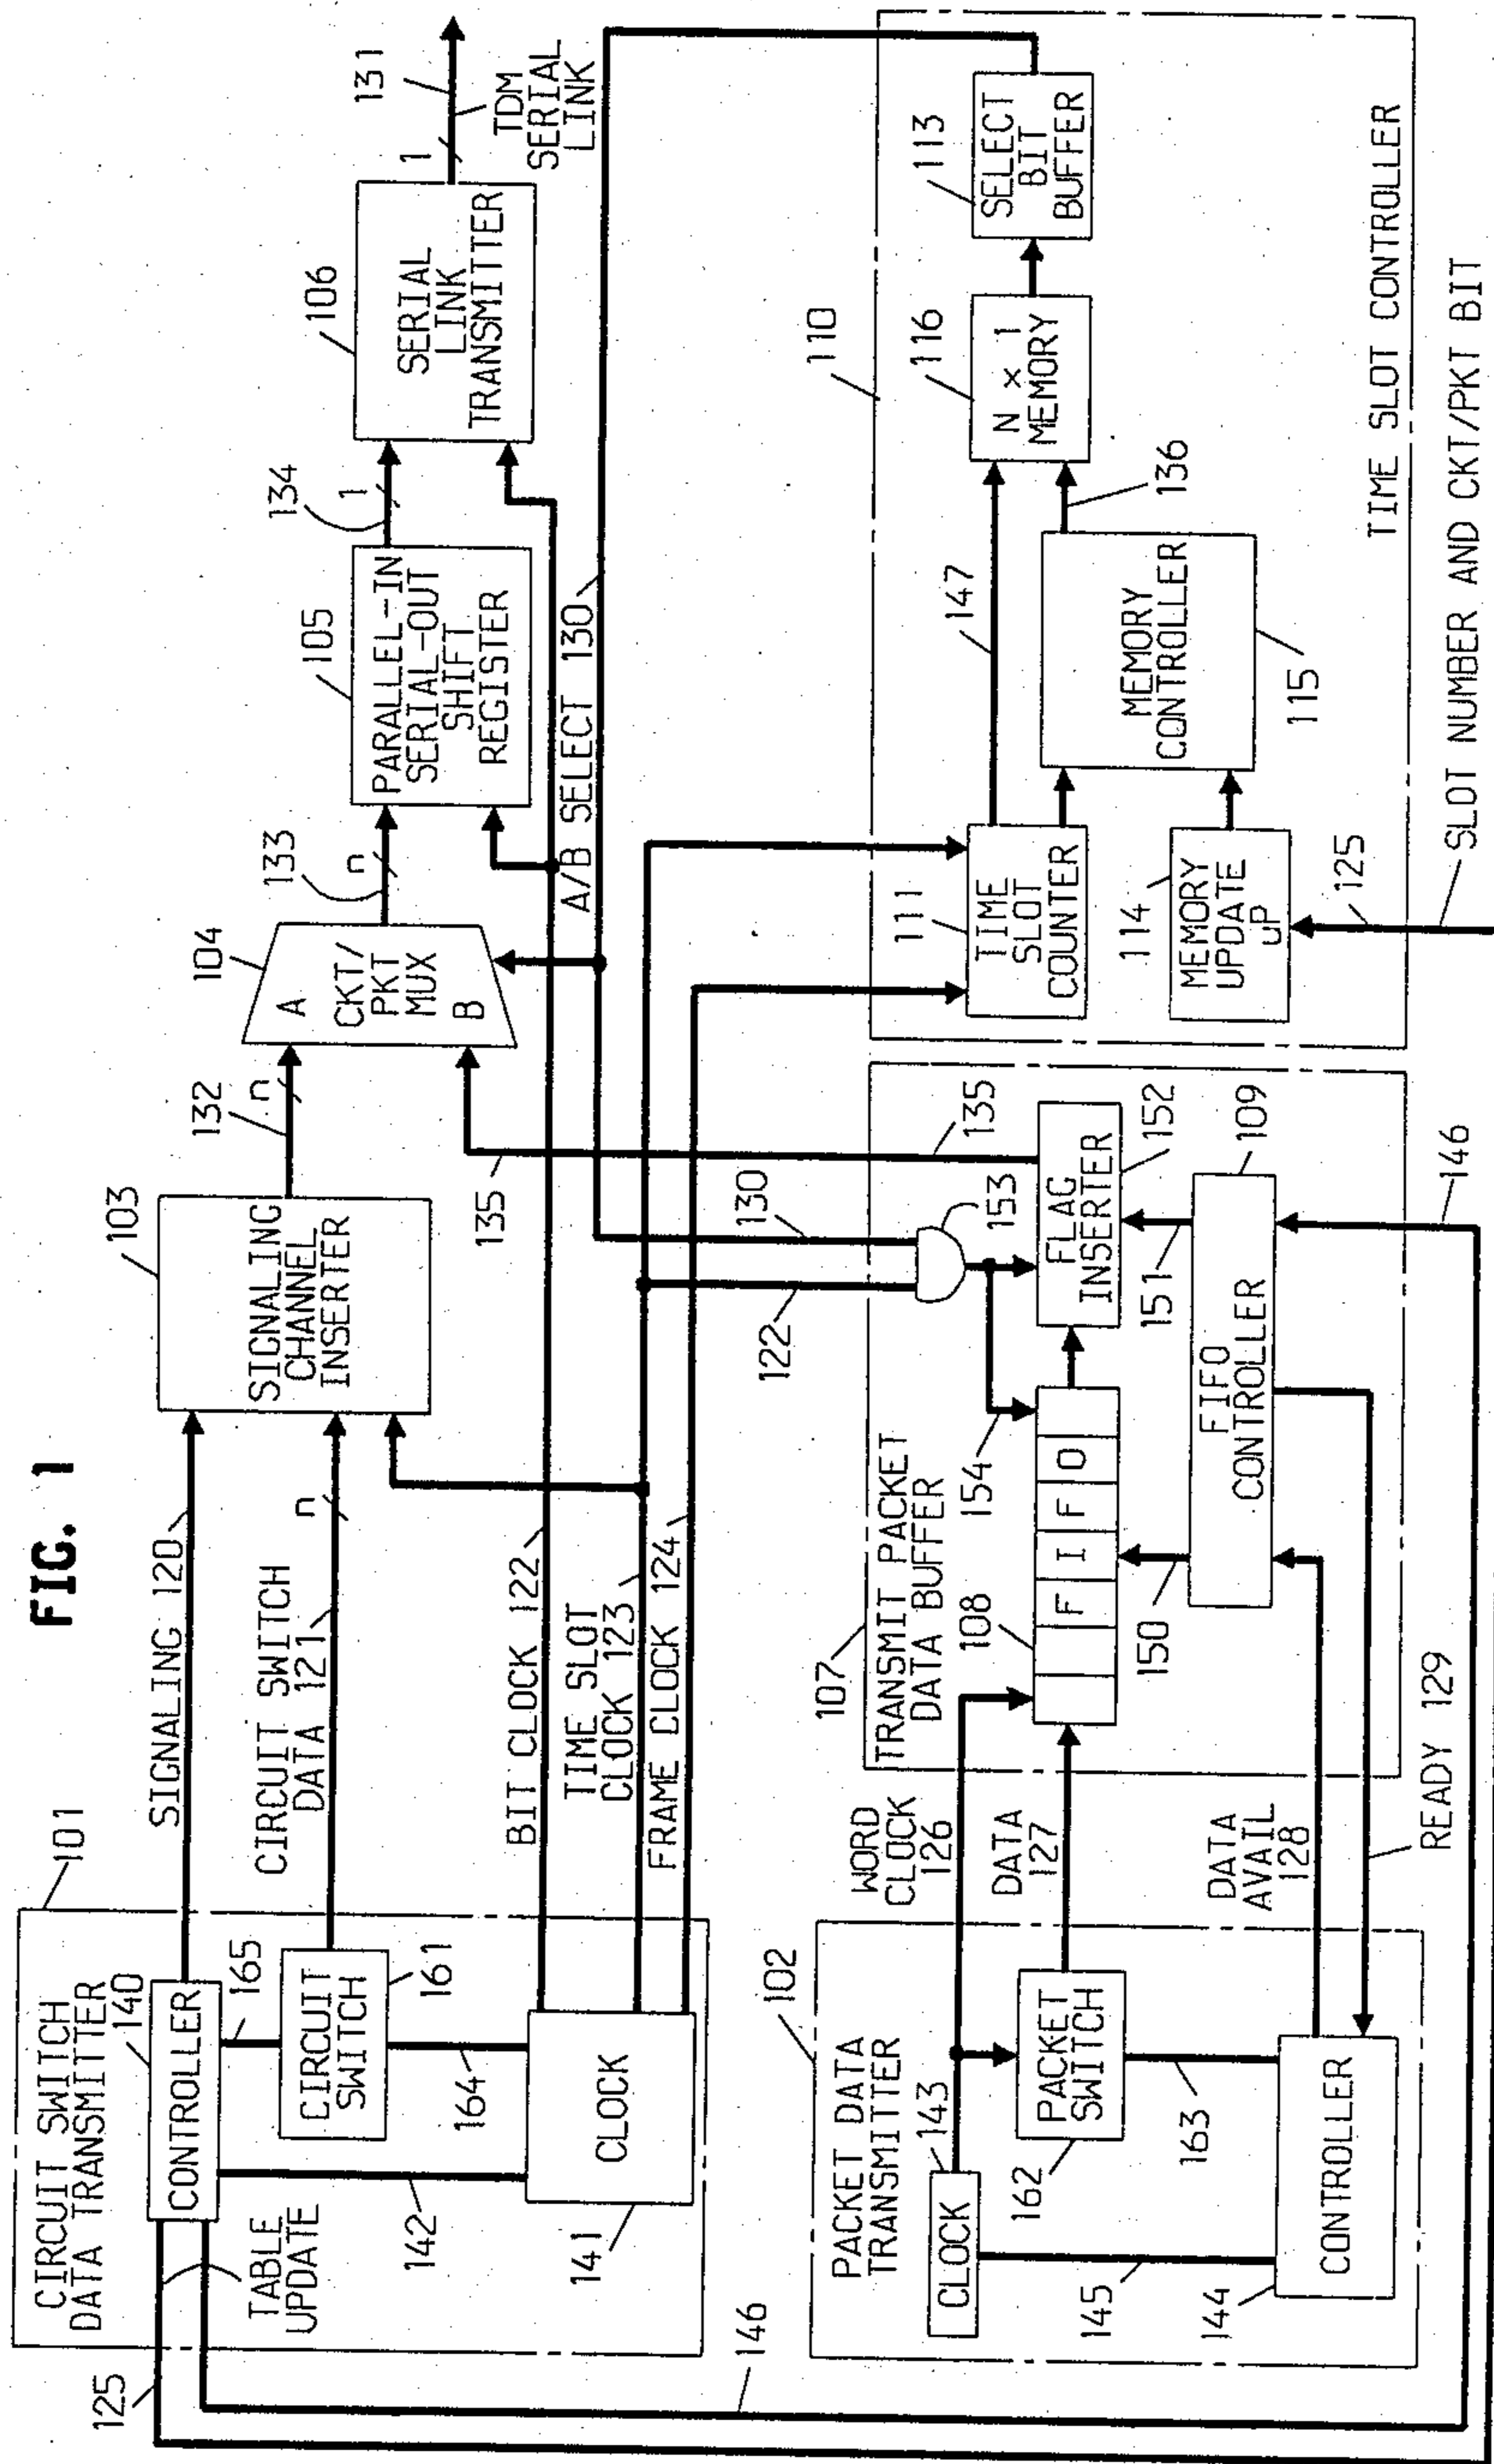 FIG. 1
CIRCUIT SWITCH
DATA TRANSMITTER
101
140
CONTROLLER
165
CIRCUIT
SWITCH
161
164
142
CLOCK
141
TABLE
UPDATE
125
146
SIGNALING 120
CIRCUIT SWITCH
DATA 121
n
BIT CLOCK 122
TIME SLOT
CLOCK 123
FRAME CLOCK 124
SIGNALING
CHANNEL
INSERTER
103
132
n
A
CKT/
PKT
MUX
B
104
133
n
PARALLEL-IN
SERIAL-OUT
SHIFT
REGISTER
105
134
1
SERIAL
LINK
TRANSMITTER
106
1
131
TDM
SERIAL
LINK
A/B SELECT 130
135
PACKET DATA
TRANSMITTER
102
CLOCK
143
PACKET
SWITCH
162
163
145
144
CONTROLLER
WORD
CLOCK
126
DATA
127
DATA
AVAIL
128
READY 129
107
TRANSMIT PACKET
DATA BUFFER
108
F I F O
154
122
130
153
FLAG
INSERTER
152
135
150
151
FIFO
CONTROLLER
109
146
110
111
TIME
SLOT
COUNTER
147
114
MEMORY
UPDATE
uP
125
MEMORY
CONTROLLER
115
136
N × 1
MEMORY
116
SELECT
BIT
BUFFER
113
TIME SLOT CONTROLLER
SLOT NUMBER AND CKT/PKT BIT